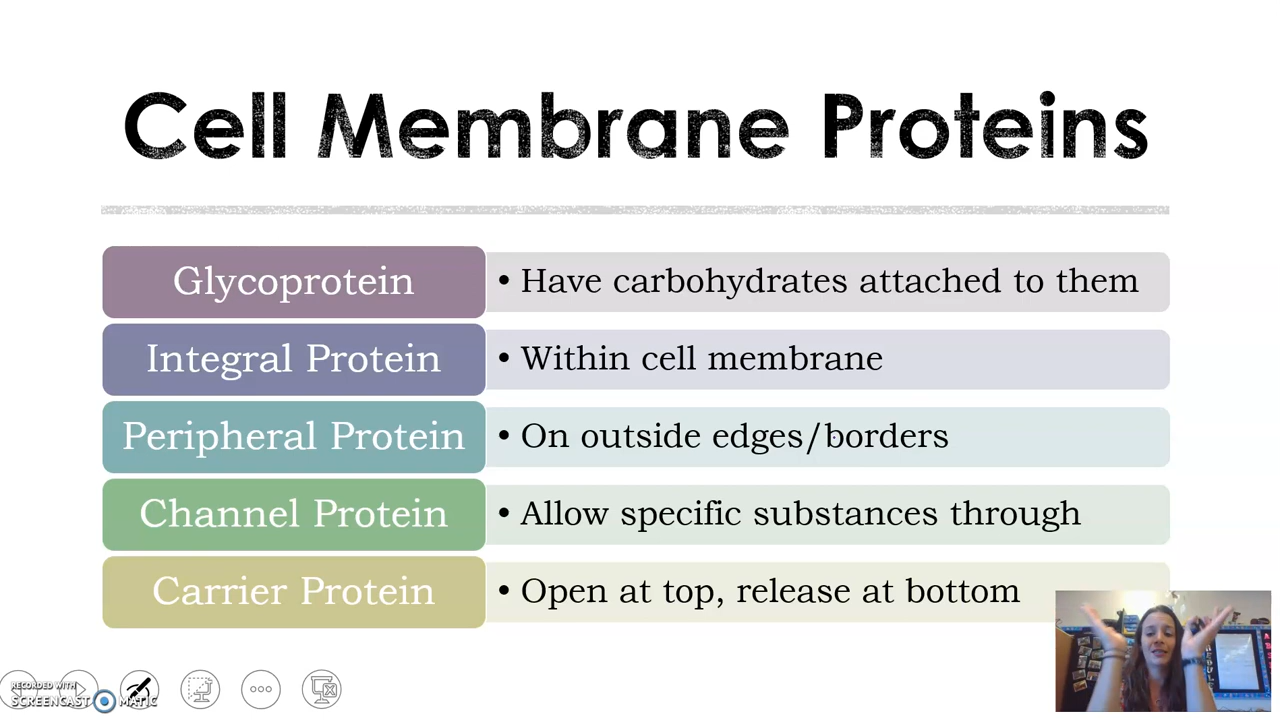 Cell Membrane Proteins
Glycoprotein
• Have carbohydrates attached to them
Integral Protein
• Within cell membrane
Peripheral Protein
• On outside edges/borders
Channel Protein
• Allow specific substances through
Carrier Protein
• Open at top, release at bottom
RECORDED WITH
SCREENCAST MATIC